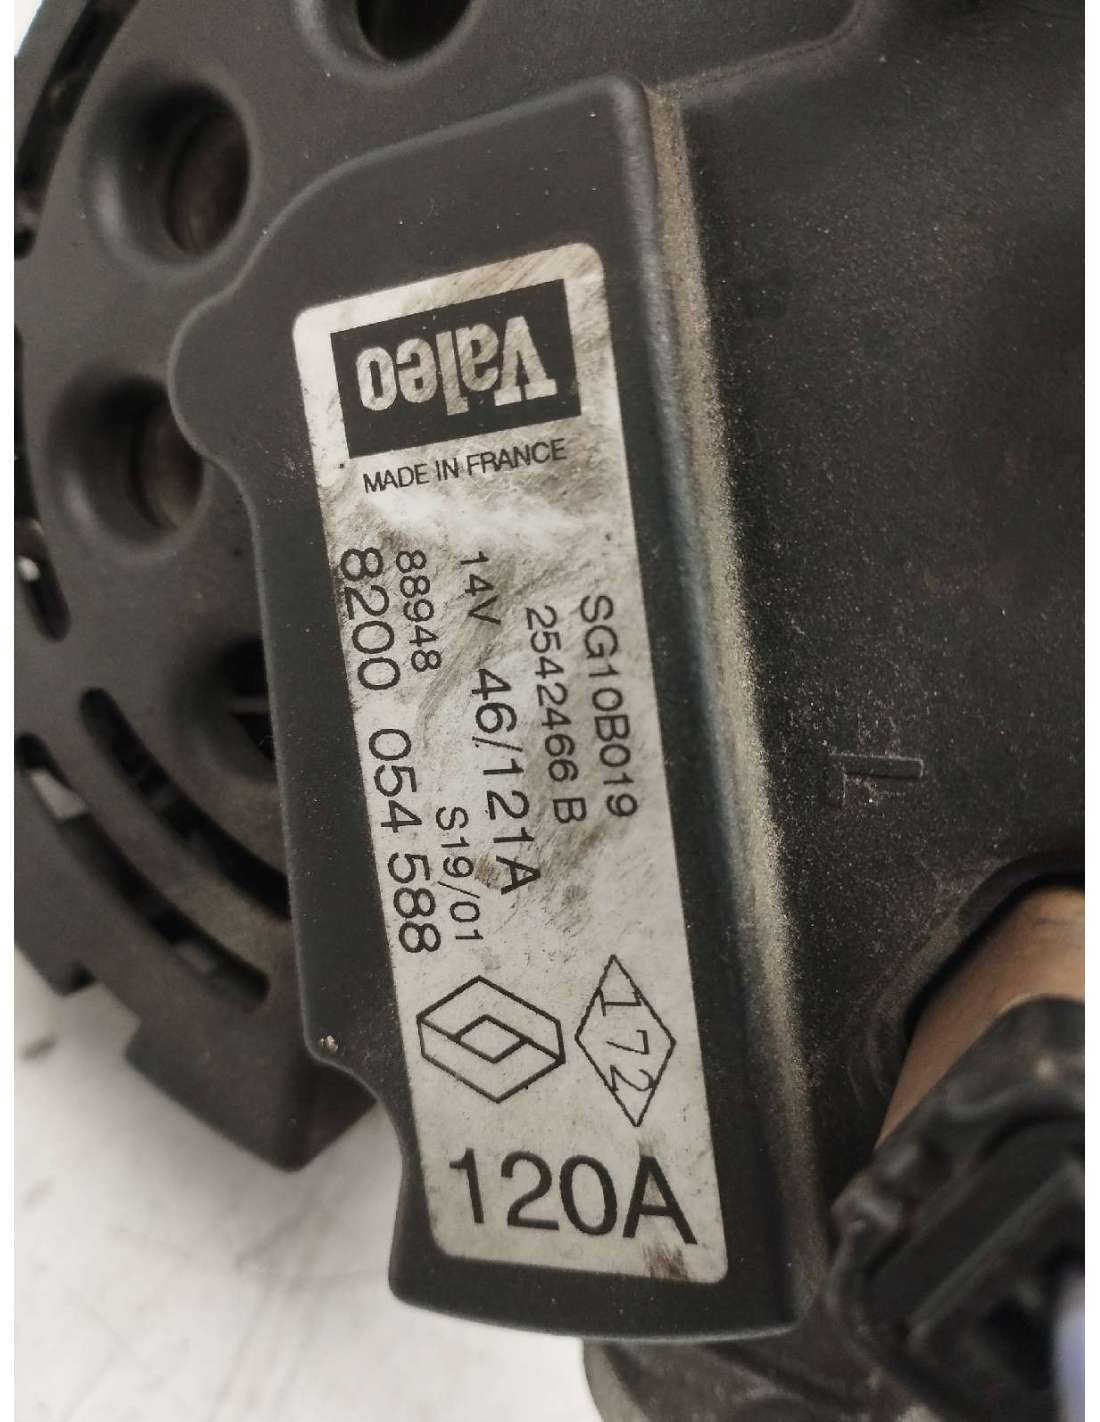 Valeo
MADE IN FRANCE
SG10B019
2542466 B
14V 46/121A
88948 S19/01
8200 054 588
172
120A